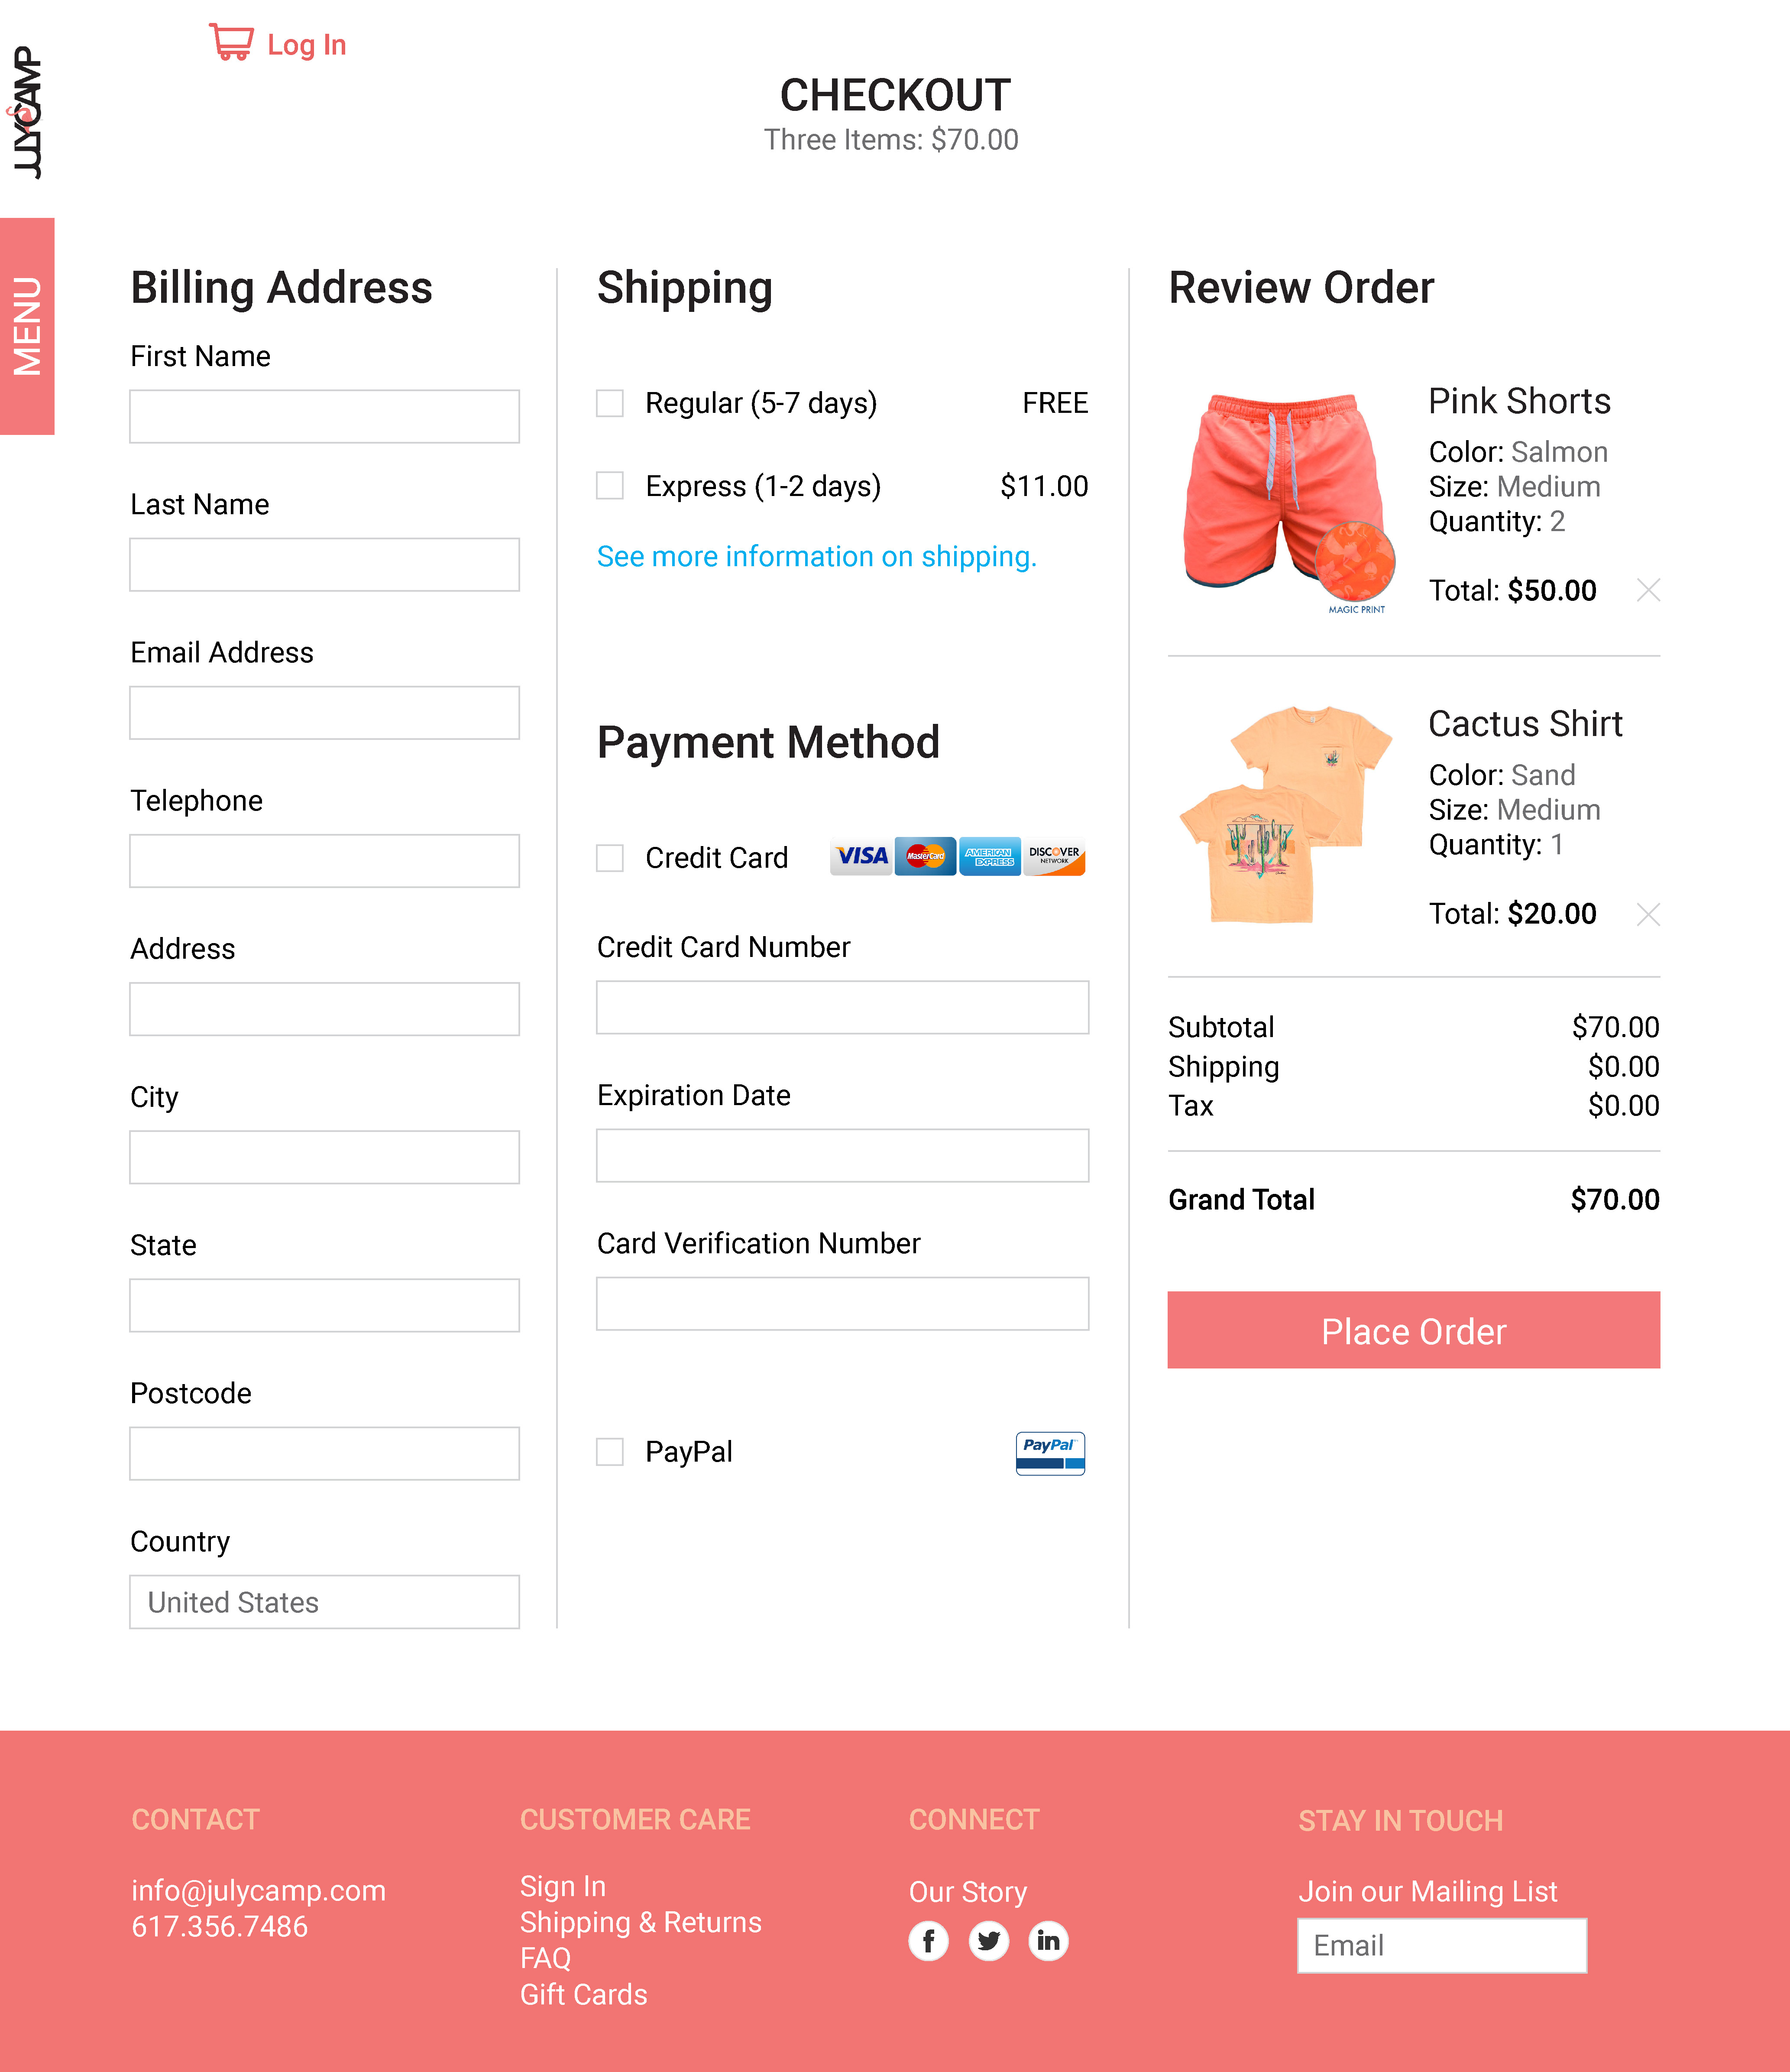 JULYCAMP
MENU
Log In
CHECKOUT
Three Items: $70.00
Billing Address
First Name
Last Name
Email Address
Telephone
Address
City
State
Postcode
Country
United States
Shipping
Regular (5-7 days) FREE
Express (1-2 days) $11.00
See more information on shipping.
Payment Method
Credit Card VISA MasterCard AMERICAN EXPRESS DISCOVER NETWORK
Credit Card Number
Expiration Date
Card Verification Number
PayPal PayPal
Review Order
Pink Shorts
Color: Salmon
Size: Medium
Quantity: 2
Total: $50.00
MAGIC PRINT
Cactus Shirt
Color: Sand
Size: Medium
Quantity: 1
Total: $20.00
Subtotal $70.00
Shipping $0.00
Tax $0.00
Grand Total $70.00
Place Order
CONTACT
info@julycamp.com
617.356.7486
CUSTOMER CARE
Sign In
Shipping & Returns
FAQ
Gift Cards
CONNECT
Our Story
f in
STAY IN TOUCH
Join our Mailing List
Email